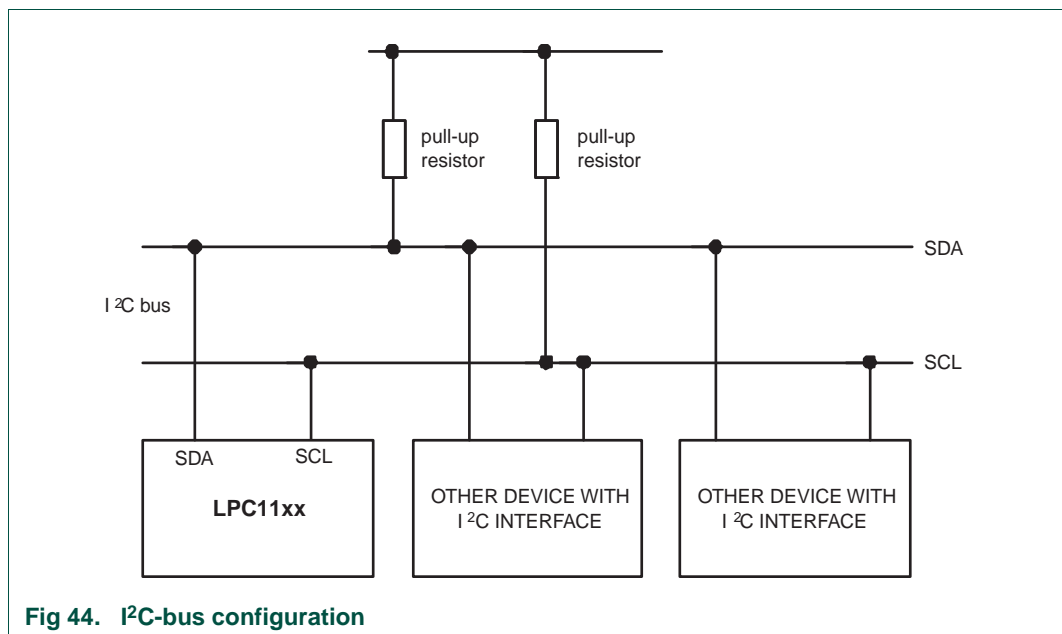 pull-up
resistor
pull-up
resistor
SDA
I 2C bus
SCL
SDA
SCL
LPC11xx
OTHER DEVICE WITH
I 2C INTERFACE
OTHER DEVICE WITH
I 2C INTERFACE
Fig 44. I2C-bus configuration